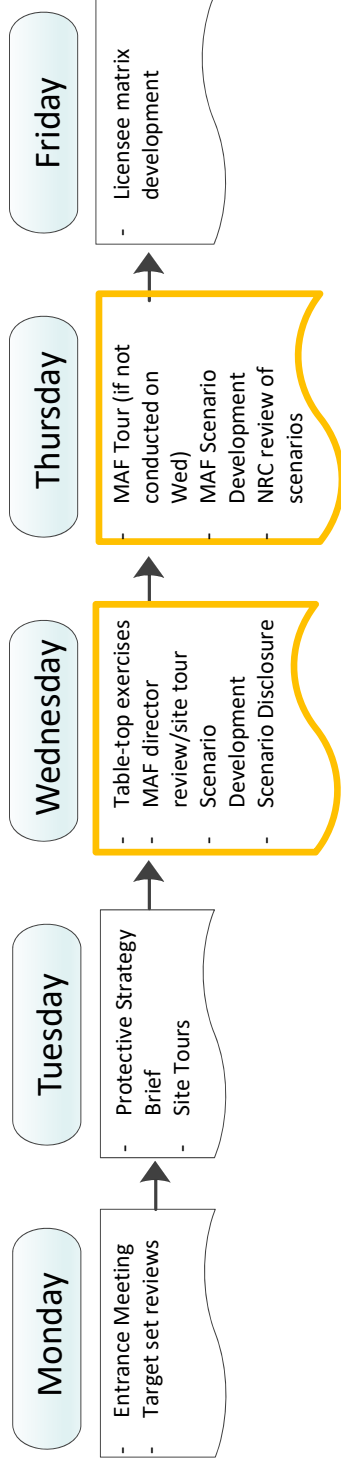 Monday
- Entrance Meeting
- Target set reviews
Tuesday
- Protective Strategy
Brief
- Site Tours
Wednesday
- Table-top exercises
- MAF director
review/site tour
- Scenario
Development
- Scenario Disclosure
Thursday
- MAF Tour (if not
conducted on
Wed)
- MAF Scenario
Development
- NRC review of
scenarios
Friday
- Licensee matrix
development